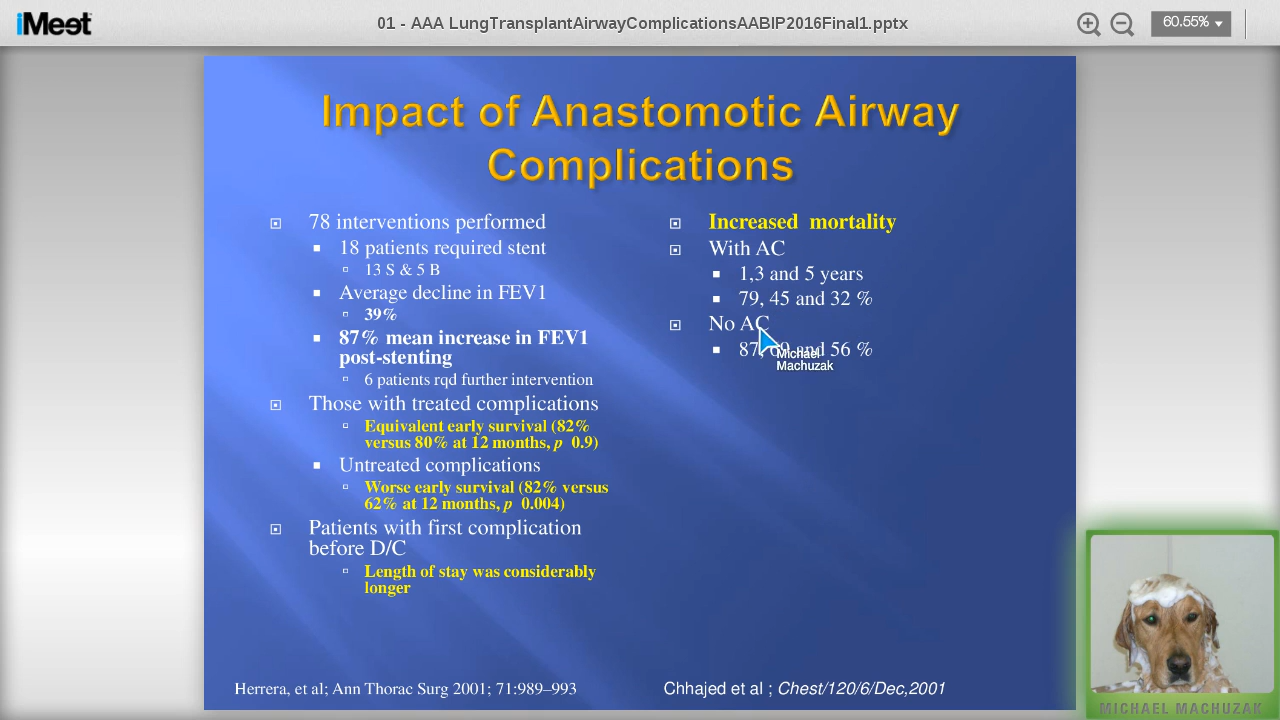 iMeet
01 - AAA LungTransplantAirwayComplicationsAABIP2016Final1.pptx
60.55%
Impact of Anastomotic Airway
Complications
78 interventions performed
18 patients required stent
13 S & 5 B
Average decline in FEV1
39%
87% mean increase in FEV1
post-stenting
6 patients rqd further intervention
Those with treated complications
Equivalent early survival (82%
versus 80% at 12 months, p 0.9)
Untreated complications
Worse early survival (82% versus
62% at 12 months, p 0.004)
Patients with first complication
before D/C
Length of stay was considerably
longer
Herrera, et al; Ann Thorac Surg 2001; 71:989–993
Increased mortality
With AC
1,3 and 5 years
79, 45 and 32 %
No AC
87, 69 and 56 %
Michael
Machuzak
Chhajed et al ; Chest/120/6/Dec,2001
MICHAEL MACHUZAK